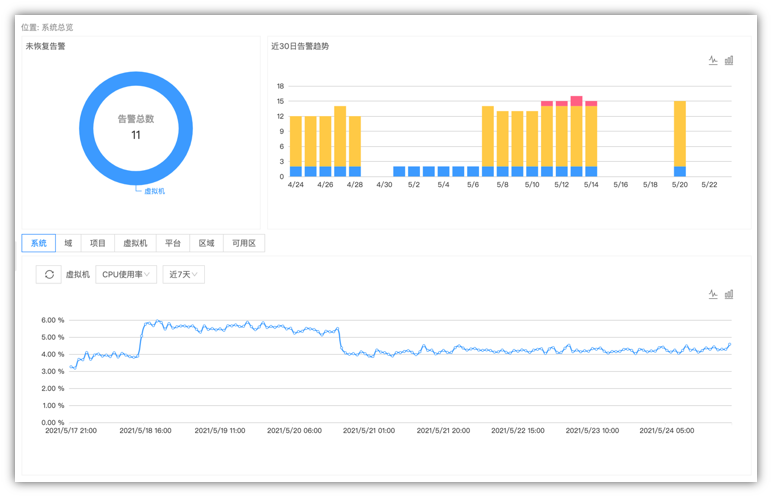 位置: 系统总览
未恢复告警
告警总数
11
虚拟机
近30日告警趋势
18
15
12
9
6
3
0
4/24 4/26 4/28 4/30 5/2 5/4 5/6 5/8 5/10 5/12 5/14 5/16 5/18 5/20 5/22
系统 域 项目 虚拟机 平台 区域 可用区
虚拟机 CPU使用率 近7天
6.00 %
5.00 %
4.00 %
3.00 %
2.00 %
1.00 %
0.00 %
2021/5/17 21:00 2021/5/18 16:00 2021/5/19 11:00 2021/5/20 06:00 2021/5/21 01:00 2021/5/21 20:00 2021/5/22 15:00 2021/5/23 10:00 2021/5/24 05:00